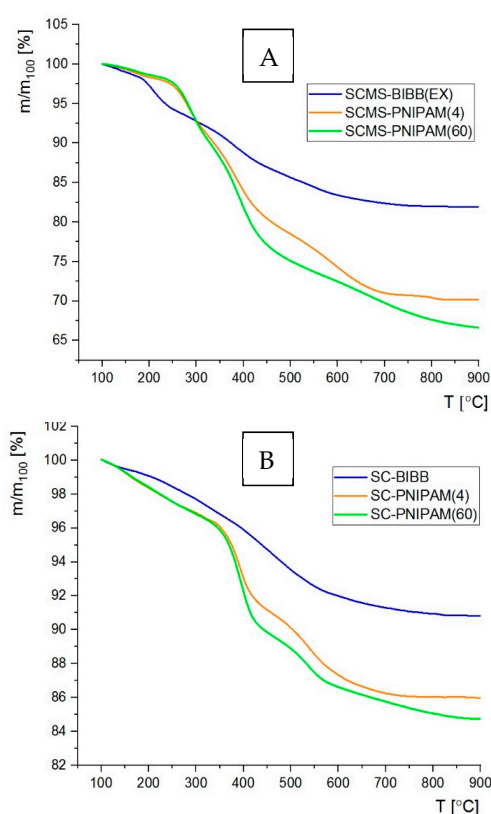 105
100
95
90
85
80
75
70
65
m/m100 [%]
A
SCMS-BIBB(EX)
SCMS-PNIPAM(4)
SCMS-PNIPAM(60)
100 200 300 400 500 600 700 800 900
T [°C]
102
100
98
96
94
92
90
88
86
84
82
m/m100 [%]
B
SC-BIBB
SC-PNIPAM(4)
SC-PNIPAM(60)
100 200 300 400 500 600 700 800 900
T [°C]